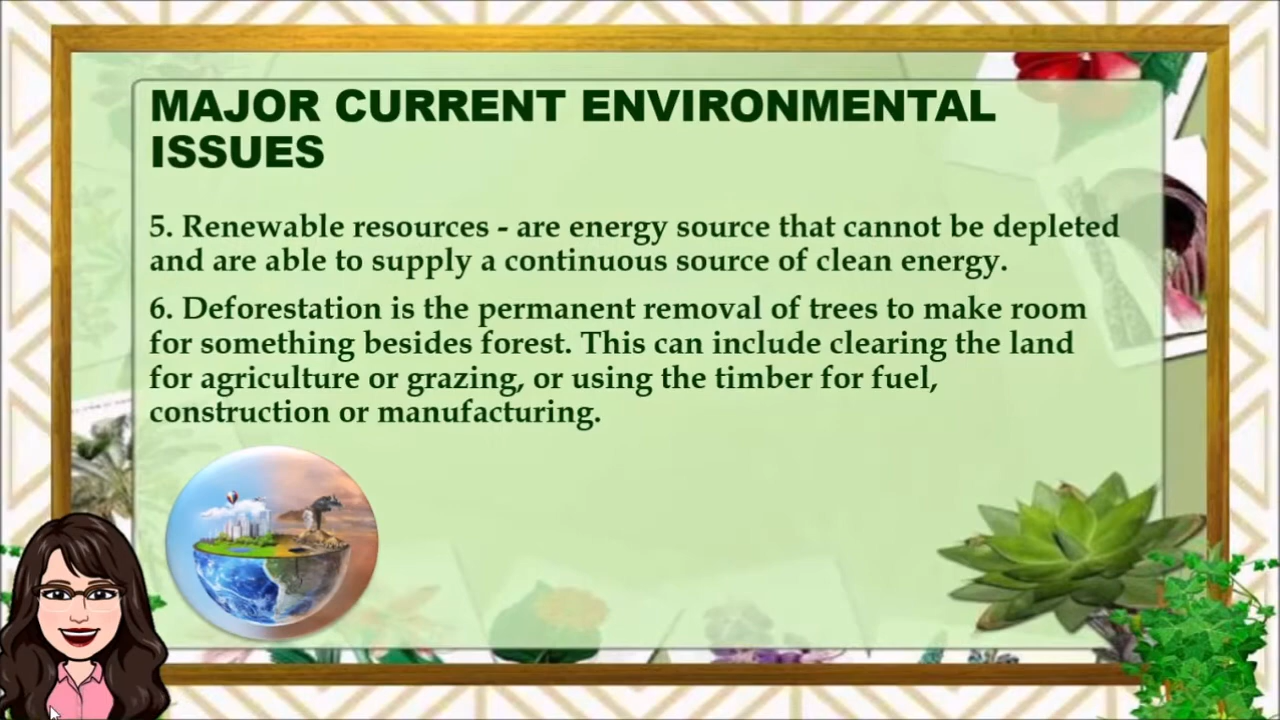 MAJOR CURRENT ENVIRONMENTAL
ISSUES
5. Renewable resources - are energy source that cannot be depleted
and are able to supply a continuous source of clean energy.
6. Deforestation is the permanent removal of trees to make room
for something besides forest. This can include clearing the land
for agriculture or grazing, or using the timber for fuel,
construction or manufacturing.